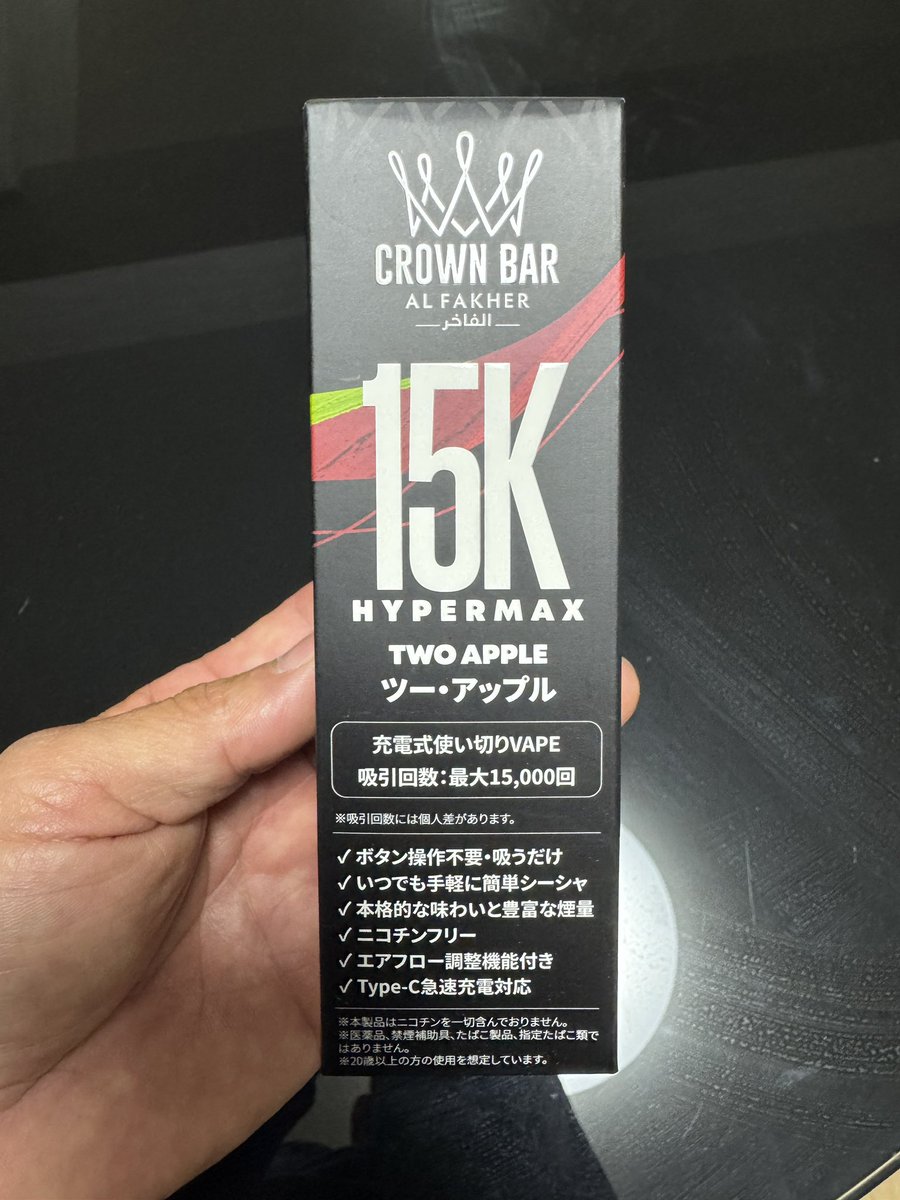 CROWN BAR
AL FAKHER
الفاخر
15K
HYPERMAX
TWO APPLE
ツー・アップル
充電式使い切りVAPE
吸引回数：最大15,000回
※吸引回数には個人差があります。
✓ ボタン操作不要・吸うだけ
✓ いつでも手軽に簡単シーシャ
✓ 本格的な味わいと豊富な煙量
✓ ニコチンフリー
✓ エアフロー調整機能付き
✓ Type-C急速充電対応
※本製品はニコチンを一切含んでおりません。
※医薬品、禁煙補助具、たばこ製品、指定たばこ類で
はありません。
※20歳以上の方の使用を想定しています。